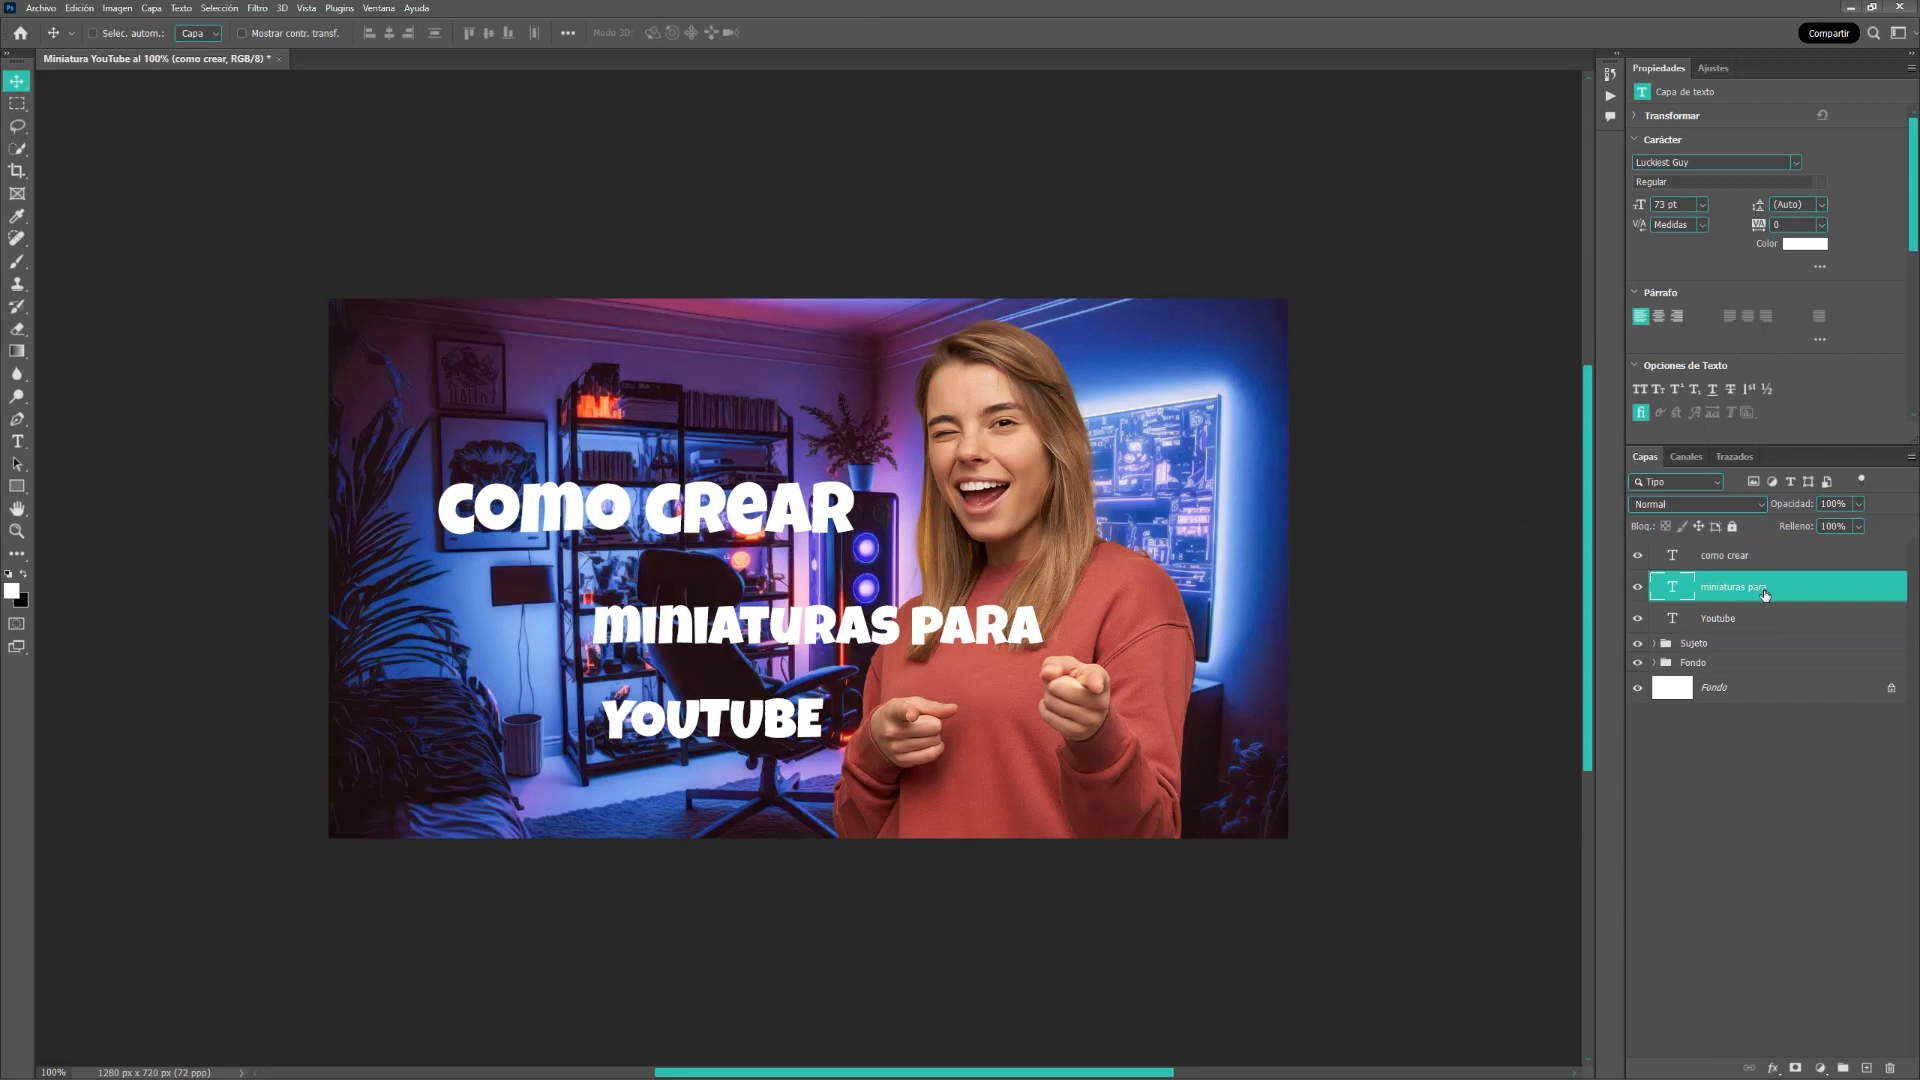 Archivo Edición Imagen Capa Texto Selección Filtro 3D Vista Plugins Ventana Ayuda
Selec. autom.: Capa Mostrar contr. transf. Modo 3D: Compartir
Miniatura YouTube al 100% (como crear, RGB/8) * ×
Propiedades Ajustes
Capa de texto
Transformar
Carácter
Luckiest Guy
Regular
73 pt (Auto)
Medidas 0
Color
Párrafo
Opciones de Texto
Capas Canales Trazados
Tipo
Normal Opacidad: 100%
Bloq.: Relleno: 100%
como crear
miniaturas para
Youtube
Sujeto
Fondo
Fondo
como crear
miniaturas para
YOUTUBE
100% 1280 px x 720 px (72 ppp)